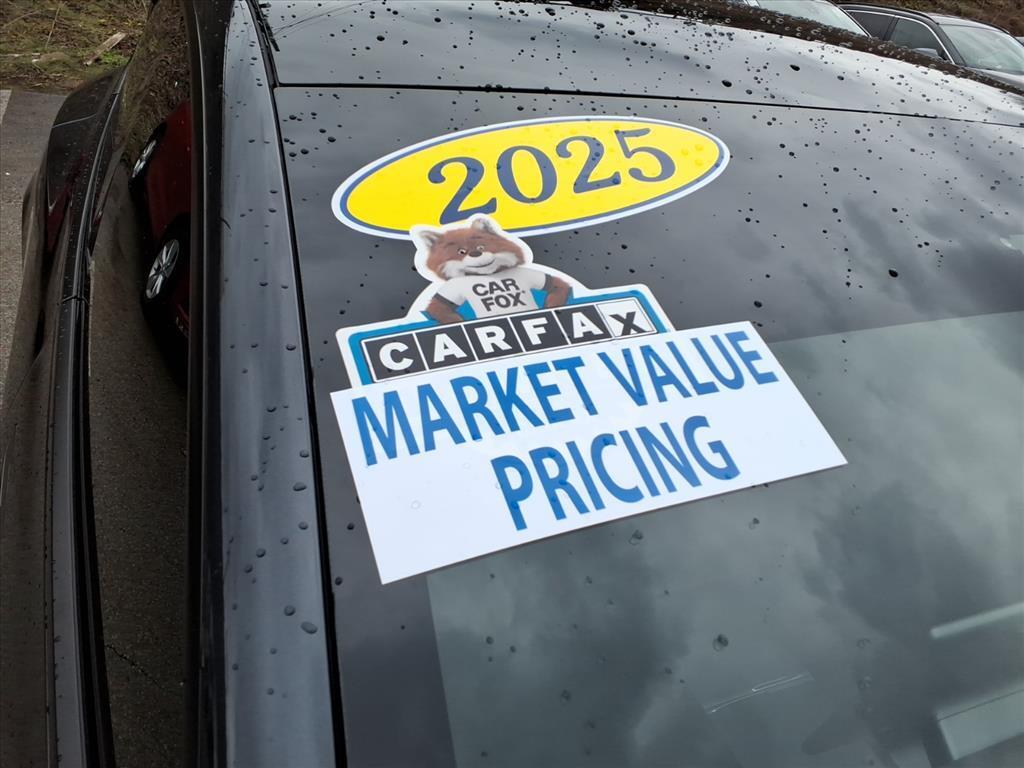 2025
CAR
FOX
CARFAX
MARKET VALUE
PRICING